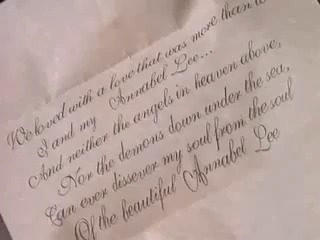 We loved with a love that was more than
I and my Annabel Lee...
And neither the angels in heaven above,
Nor the demons down under the sea,
Can ever dissever my soul from the soul
Of the beautiful Annabel Lee